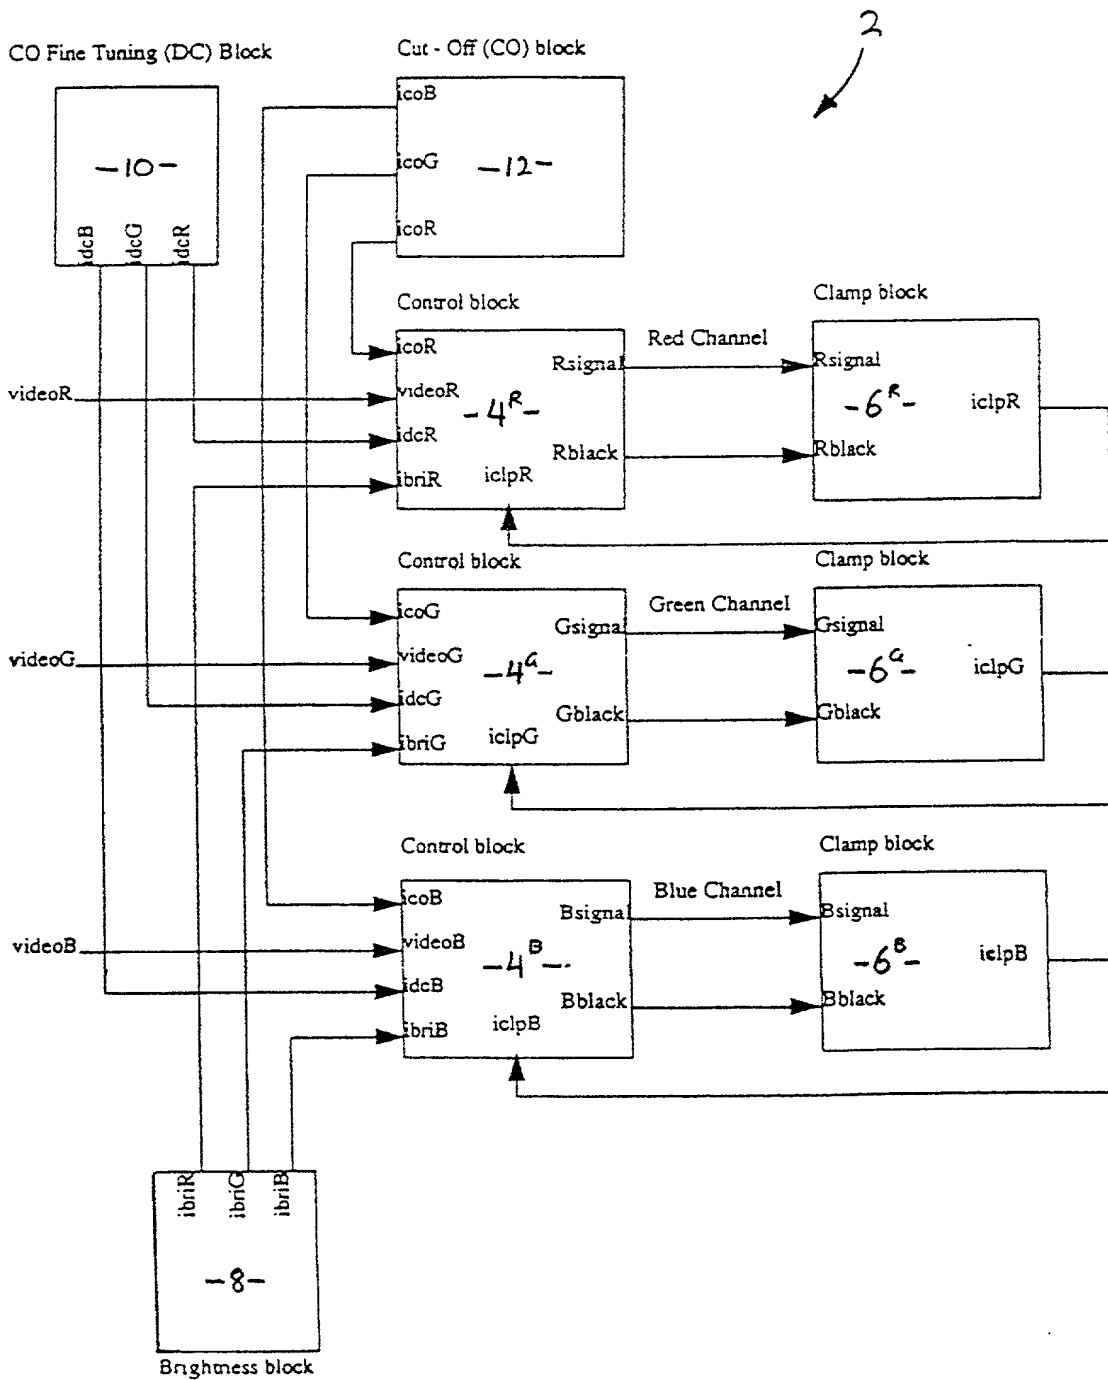 2
CO Fine Tuning (DC) Block
Cut - Off (CO) block
icoB
icoG
-12-
icoR
-10-
idcB
idcG
idcR
Control block
icoR
Rsignal
videoR
videoR
-4R-
idcR
Rblack
ibriR
iclpR
Red Channel
Clamp block
Rsignal
-6R-
iclpR
Rblack
Control block
icoG
Gsignal
videoG
videoG
-4G-
idcG
Gblack
ibriG
iclpG
Green Channel
Clamp block
Gsignal
-6G-
iclpG
Gblack
Control block
icoB
Bsignal
videoB
videoB
-4B-
idcB
Bblack
ibriB
iclpB
Blue Channel
Clamp block
Bsignal
-6B-
iclpB
Bblack
ibriR
ibriG
ibriB
-8-
Brightness block